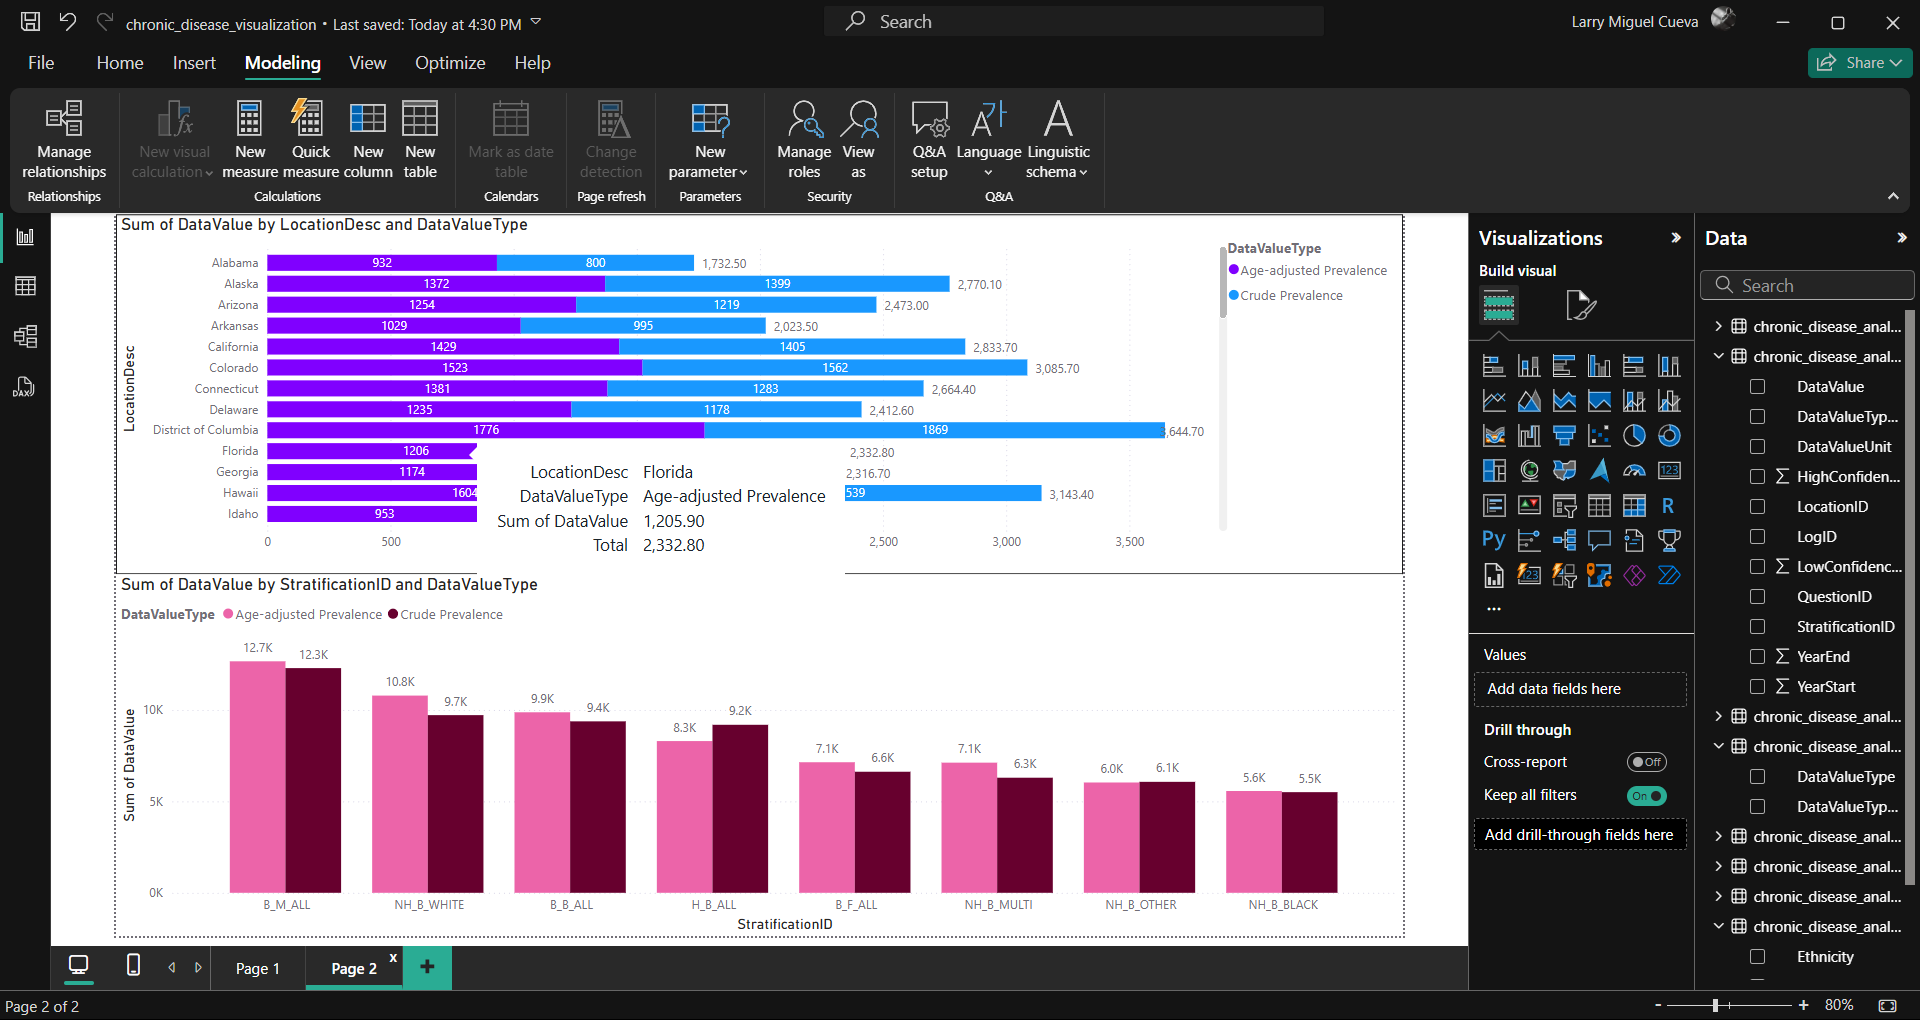 chronic_disease_visualization • Last saved: Today at 4:30 PM
Search
Larry Miguel Cueva
File Home Insert Modeling View Optimize Help
Share
Manage relationships
New visual calculation
New measure
Quick measure
New column
New table
Mark as date table
Change detection
New parameter
Manage roles
View as
Q&A setup
Language
Linguistic schema
Relationships
Calculations
Calendars
Page refresh
Parameters
Security
Q&A
Sum of DataValue by LocationDesc and DataValueType
DataValueType
Age-adjusted Prevalence
Crude Prevalence
LocationDesc
Alabama 932 800 1,732.50
Alaska 1372 1399 2,770.10
Arizona 1254 1219 2,473.00
Arkansas 1029 995 2,023.50
California 1429 1405 2,833.70
Colorado 1523 1562 3,085.70
Connecticut 1381 1283 2,664.40
Delaware 1235 1178 2,412.60
District of Columbia 1776 1869 ,644.70
Florida 1206 2,332.80
Georgia 1174 2,316.70
Hawaii 1604 539 3,143.40
Idaho 953
LocationDesc Florida
DataValueType Age-adjusted Prevalence
Sum of DataValue 1,205.90
Total 2,332.80
0 500 2,500 3,000 3,500
Sum of DataValue by StratificationID and DataValueType
DataValueType Age-adjusted Prevalence Crude Prevalence
Sum of DataValue
10K
5K
0K
12.7K 12.3K
10.8K 9.7K
9.9K 9.4K
8.3K 9.2K
7.1K 6.6K
7.1K 6.3K
6.0K 6.1K
5.6K 5.5K
B_M_ALL NH_B_WHITE B_B_ALL H_B_ALL B_F_ALL NH_B_MULTI NH_B_OTHER NH_B_BLACK
StratificationID
DAX
Visualizations
Build visual
123
R
Py
123
...
Values
Add data fields here
Drill through
Cross-report Off
Keep all filters On
Add drill-through fields here
Data
Search
chronic_disease_anal...
chronic_disease_anal...
DataValue
DataValueTyp...
DataValueUnit
HighConfiden...
LocationID
LogID
LowConfidenc...
QuestionID
StratificationID
YearEnd
YearStart
chronic_disease_anal...
chronic_disease_anal...
DataValueType
DataValueTyp...
chronic_disease_anal...
chronic_disease_anal...
chronic_disease_anal...
chronic_disease_anal...
Ethnicity
Page 1
Page 2 x
+
Page 2 of 2
- + 80%